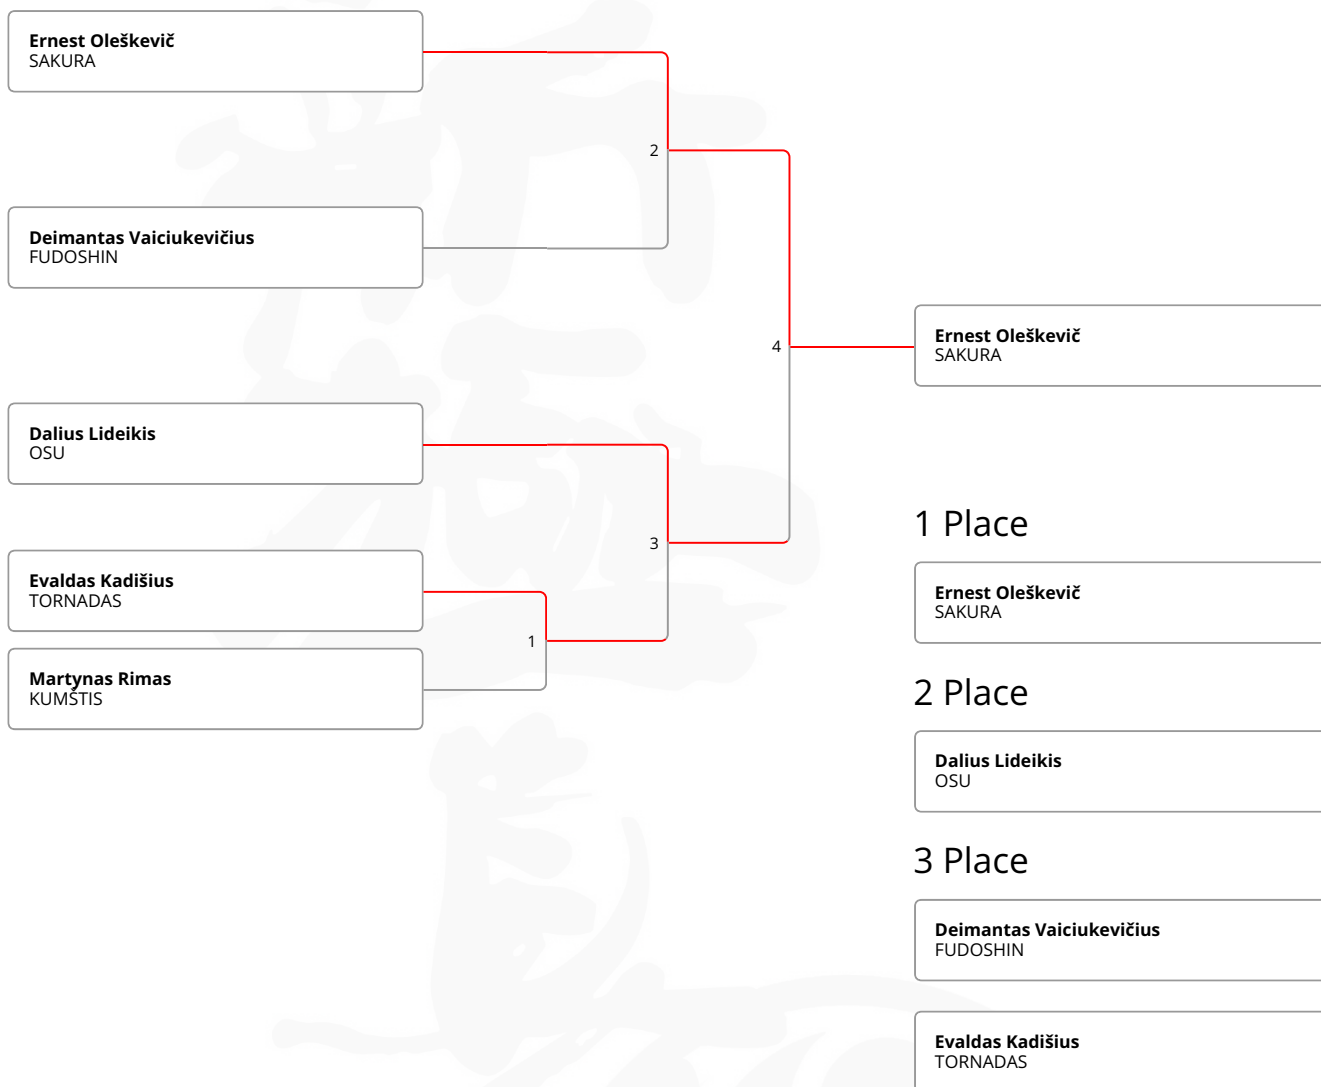 Ernest Oleškevič
SAKURA
2
Deimantas Vaiciukevičius
FUDOSHIN
4
Ernest Oleškevič
SAKURA
Dalius Lideikis
OSU
3
Evaldas Kadišius
TORNADAS
1
Martynas Rimas
KUMŠTIS
1 Place
Ernest Oleškevič
SAKURA
2 Place
Dalius Lideikis
OSU
3 Place
Deimantas Vaiciukevičius
FUDOSHIN
Evaldas Kadišius
TORNADAS